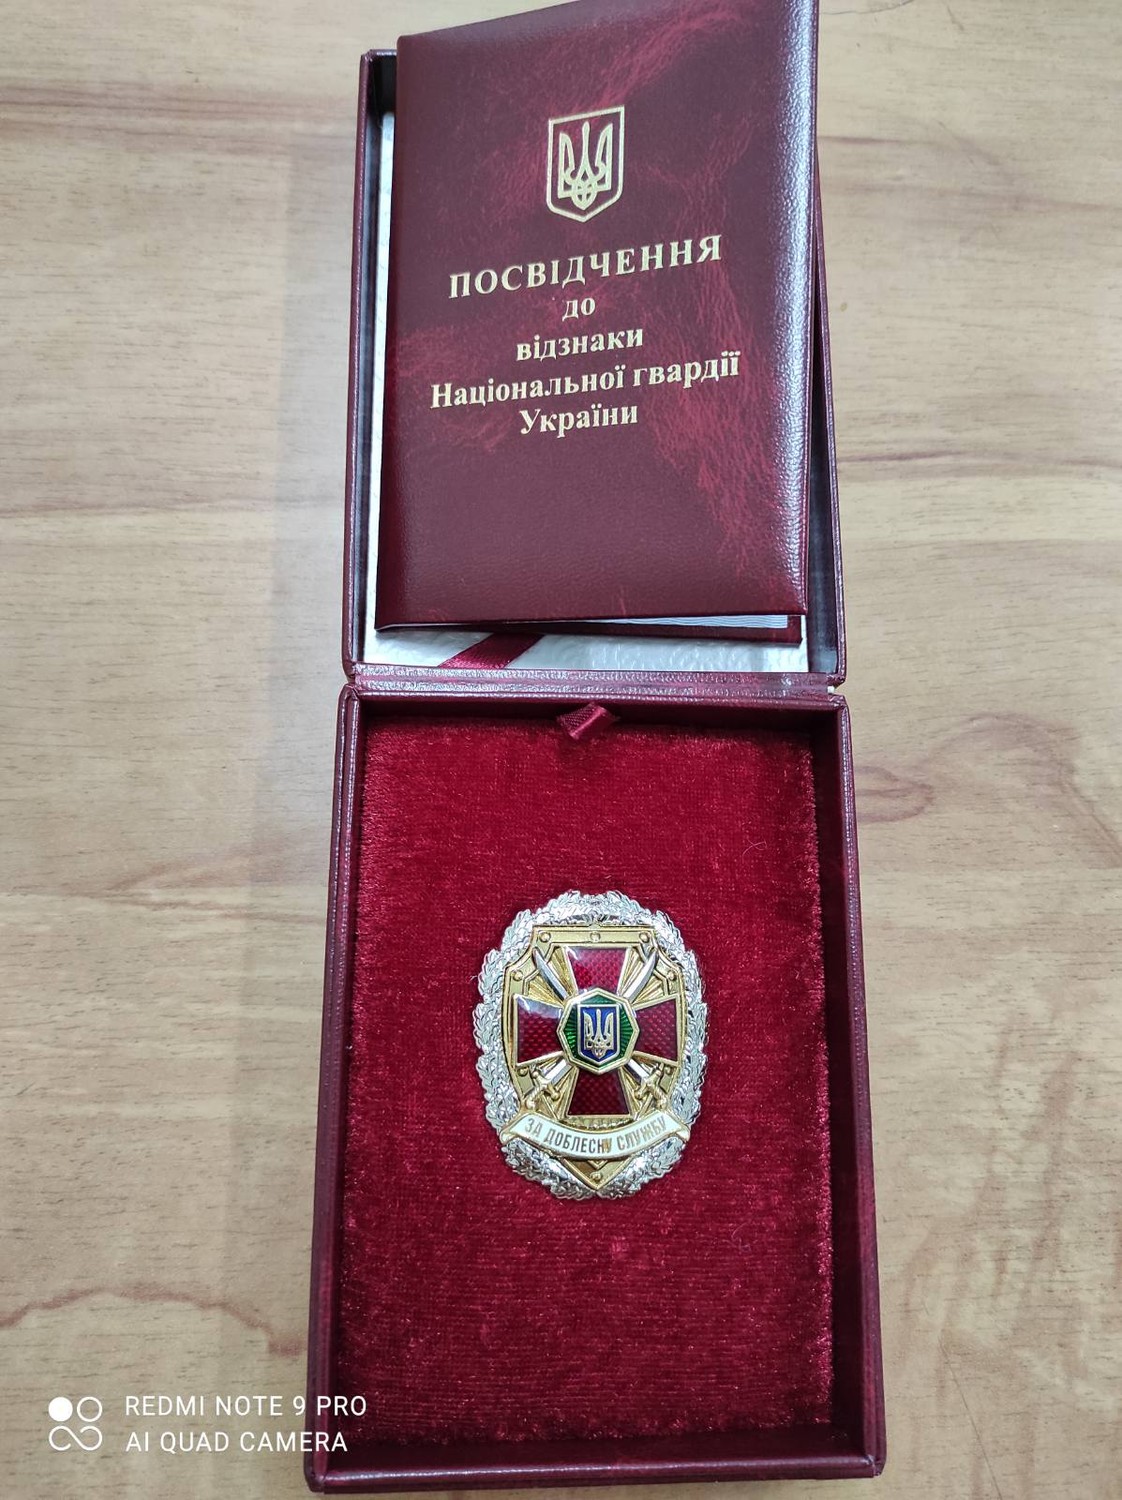 ПОСВІДЧЕННЯ
до
відзнаки
Національної гвардії
України
ЗА ДОБЛЕСНУ СЛУЖБУ
REDMI NOTE 9 PRO
AI QUAD CAMERA